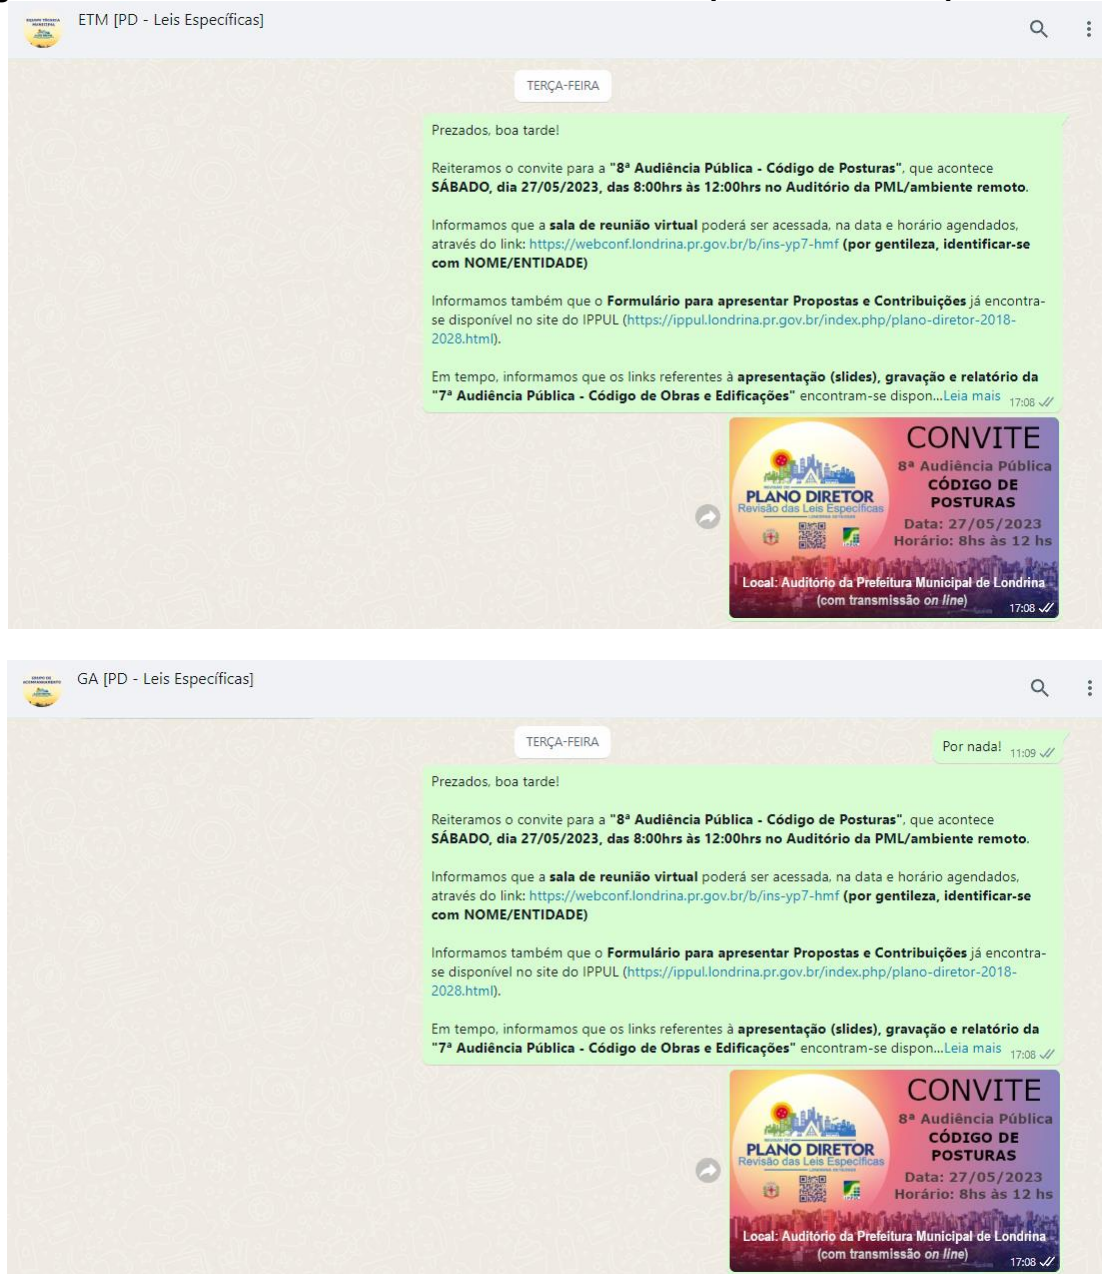 ETM [PD - Leis Específicas]
EQUIPE TÉCNICA
MUNICIPAL
TERÇA-FEIRA
Prezados, boa tarde!
Reiteramos o convite para a "8ª Audiência Pública - Código de Posturas", que acontece
SÁBADO, dia 27/05/2023, das 8:00hrs às 12:00hrs no Auditório da PML/ambiente remoto.
Informamos que a sala de reunião virtual poderá ser acessada, na data e horário agendados,
através do link: https://webconf.londrina.pr.gov.br/b/ins-yp7-hmf (por gentileza, identificar-se
com NOME/ENTIDADE)
Informamos também que o Formulário para apresentar Propostas e Contribuições já encontra-
se disponível no site do IPPUL (https://ippul.londrina.pr.gov.br/index.php/plano-diretor-2018-
2028.html).
Em tempo, informamos que os links referentes à apresentação (slides), gravação e relatório da
"7ª Audiência Pública - Código de Obras e Edificações" encontram-se dispon...Leia mais 17:08
CONVITE
8ª Audiência Pública
CÓDIGO DE
POSTURAS
Data: 27/05/2023
Horário: 8hs às 12 hs
REVISÃO DO
PLANO DIRETOR
Revisão das Leis Específicas
Local: Auditório da Prefeitura Municipal de Londrina
(com transmissão on line)
17:08
GA [PD - Leis Específicas]
GRUPO DE
ACOMPANHAMENTO
TERÇA-FEIRA
Por nada! 11:09
Prezados, boa tarde!
Reiteramos o convite para a "8ª Audiência Pública - Código de Posturas", que acontece
SÁBADO, dia 27/05/2023, das 8:00hrs às 12:00hrs no Auditório da PML/ambiente remoto.
Informamos que a sala de reunião virtual poderá ser acessada, na data e horário agendados,
através do link: https://webconf.londrina.pr.gov.br/b/ins-yp7-hmf (por gentileza, identificar-se
com NOME/ENTIDADE)
Informamos também que o Formulário para apresentar Propostas e Contribuições já encontra-
se disponível no site do IPPUL (https://ippul.londrina.pr.gov.br/index.php/plano-diretor-2018-
2028.html).
Em tempo, informamos que os links referentes à apresentação (slides), gravação e relatório da
"7ª Audiência Pública - Código de Obras e Edificações" encontram-se dispon...Leia mais 17:08
CONVITE
8ª Audiência Pública
CÓDIGO DE
POSTURAS
Data: 27/05/2023
Horário: 8hs às 12 hs
REVISÃO DO
PLANO DIRETOR
Revisão das Leis Específicas
Local: Auditório da Prefeitura Municipal de Londrina
(com transmissão on line)
17:08